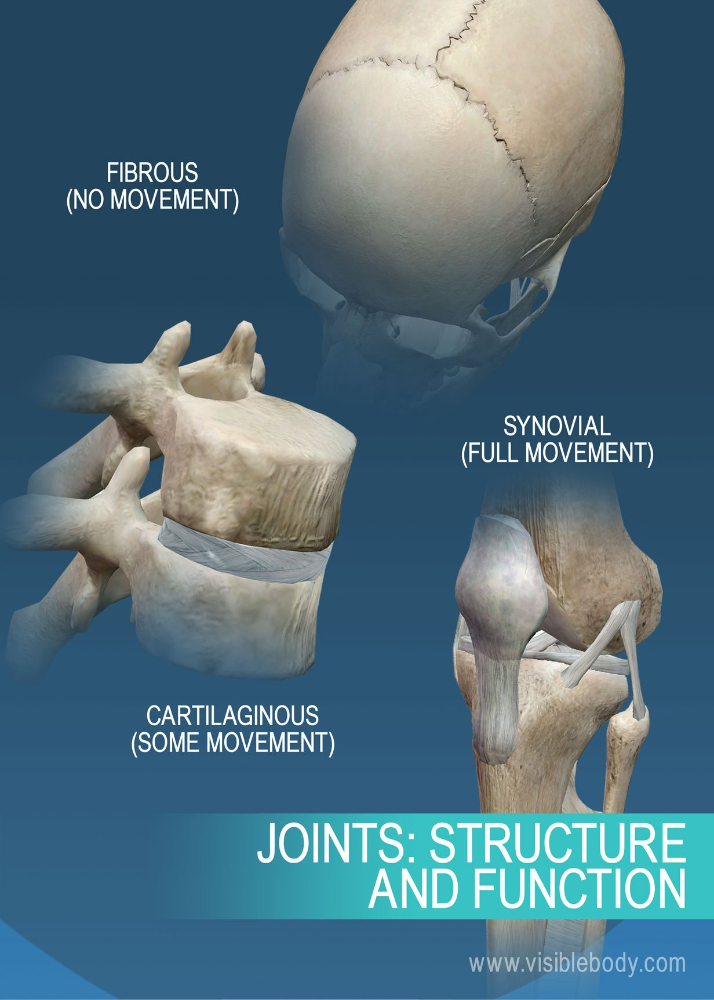 FIBROUS
(NO MOVEMENT)
SYNOVIAL
(FULL MOVEMENT)
CARTILAGINOUS
(SOME MOVEMENT)
JOINTS: STRUCTURE
AND FUNCTION
www.visiblebody.com